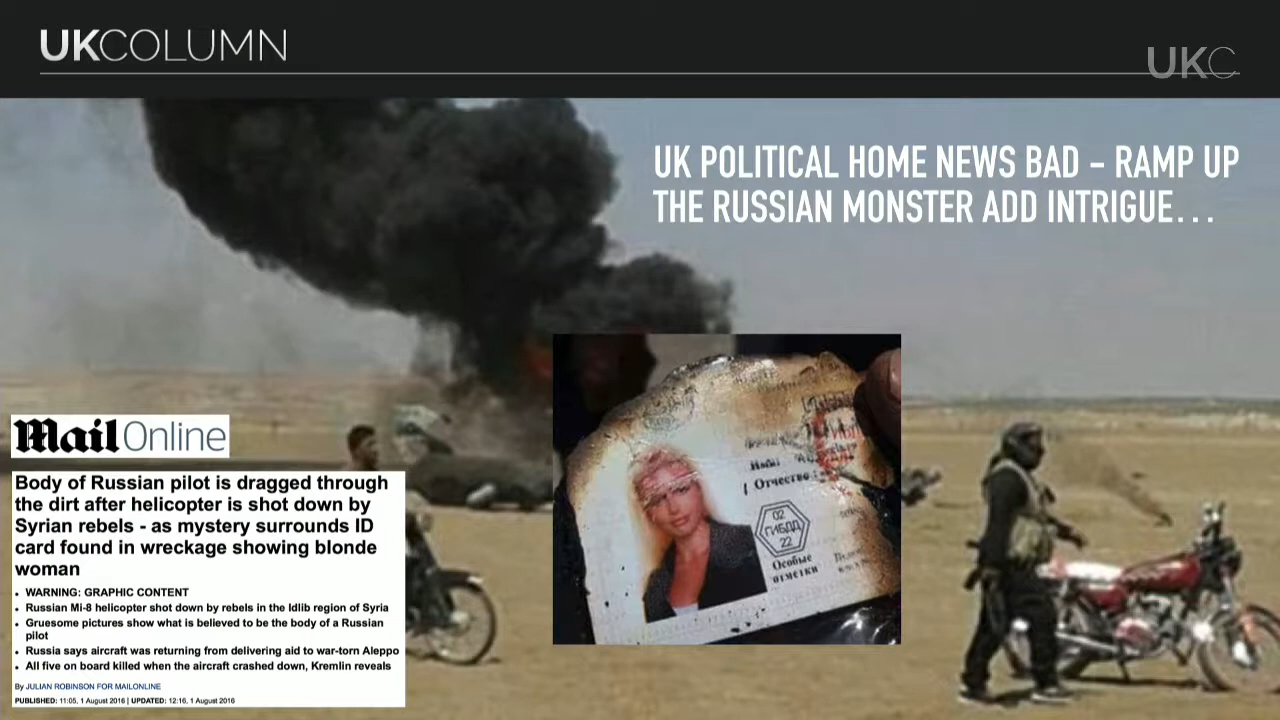 UKCOLUMN
UKC
UK POLITICAL HOME NEWS BAD – RAMP UP
THE RUSSIAN MONSTER ADD INTRIGUE...
Mail Online
Body of Russian pilot is dragged through
the dirt after helicopter is shot down by
Syrian rebels - as mystery surrounds ID
card found in wreckage showing blonde
woman
• WARNING: GRAPHIC CONTENT
• Russian Mi-8 helicopter shot down by rebels in the Idlib region of Syria
• Gruesome pictures show what is believed to be the body of a Russian
pilot
• Russia says aircraft was returning from delivering aid to war-torn Aleppo
• All five on board killed when the aircraft crashed down, Kremlin reveals
By JULIAN ROBINSON FOR MAILONLINE
PUBLISHED: 11:05, 1 August 2016 | UPDATED: 12:16, 1 August 2016
Отчество
02
ГИБДД
22
Особые
отметки